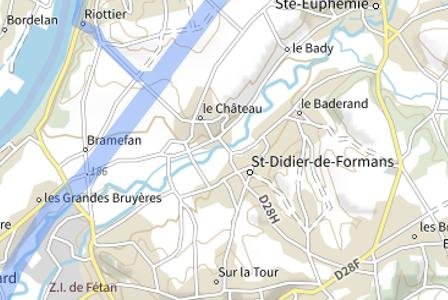 Ste-Euphémie
Riottier
Bordelan
le Bady
le Château
le Baderand
Bramefan
St-Didier-de-Formans
186
les Grandes Bruyères
D28H
D28F
Sur la Tour
Z.I. de Fétan